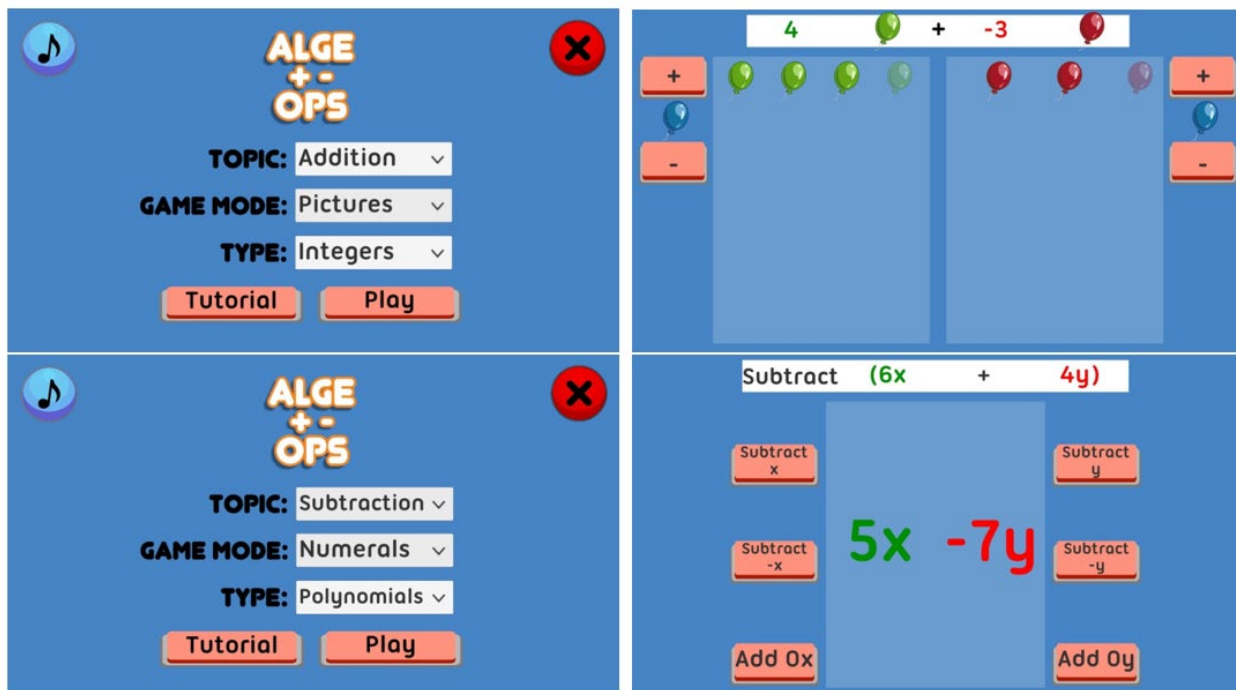 ALGE
+ -
OPS
TOPIC: Addition
GAME MODE: Pictures
TYPE: Integers
Tutorial Play
4 + -3
+ +
- -
ALGE
+ -
OPS
TOPIC: Subtraction
GAME MODE: Numerals
TYPE: Polynomials
Tutorial Play
Subtract (6x + 4y)
Subtract
x
Subtract
y
5x -7y
Subtract
-x
Subtract
-y
Add 0x Add 0y